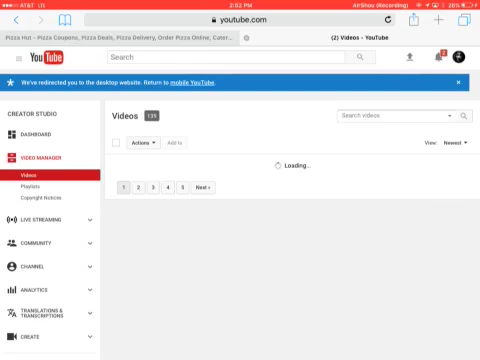 AT&T LTE 2:52 PM AirShou (Recording) 26%
youtube.com
Pizza Hut - Pizza Coupons, Pizza Deals, Pizza Delivery, Order Pizza Online, Cater... (2) Videos - YouTube
YouTube Search 2
We've redirected you to the desktop website. Return to mobile YouTube.
CREATOR STUDIO
DASHBOARD
VIDEO MANAGER
Videos
Playlists
Copyright Notices
LIVE STREAMING
COMMUNITY
CHANNEL
ANALYTICS
TRANSLATIONS &
TRANSCRIPTIONS
CREATE
Videos 135 Search videos
Actions Add to View: Newest
Loading...
1 2 3 4 5 Next »